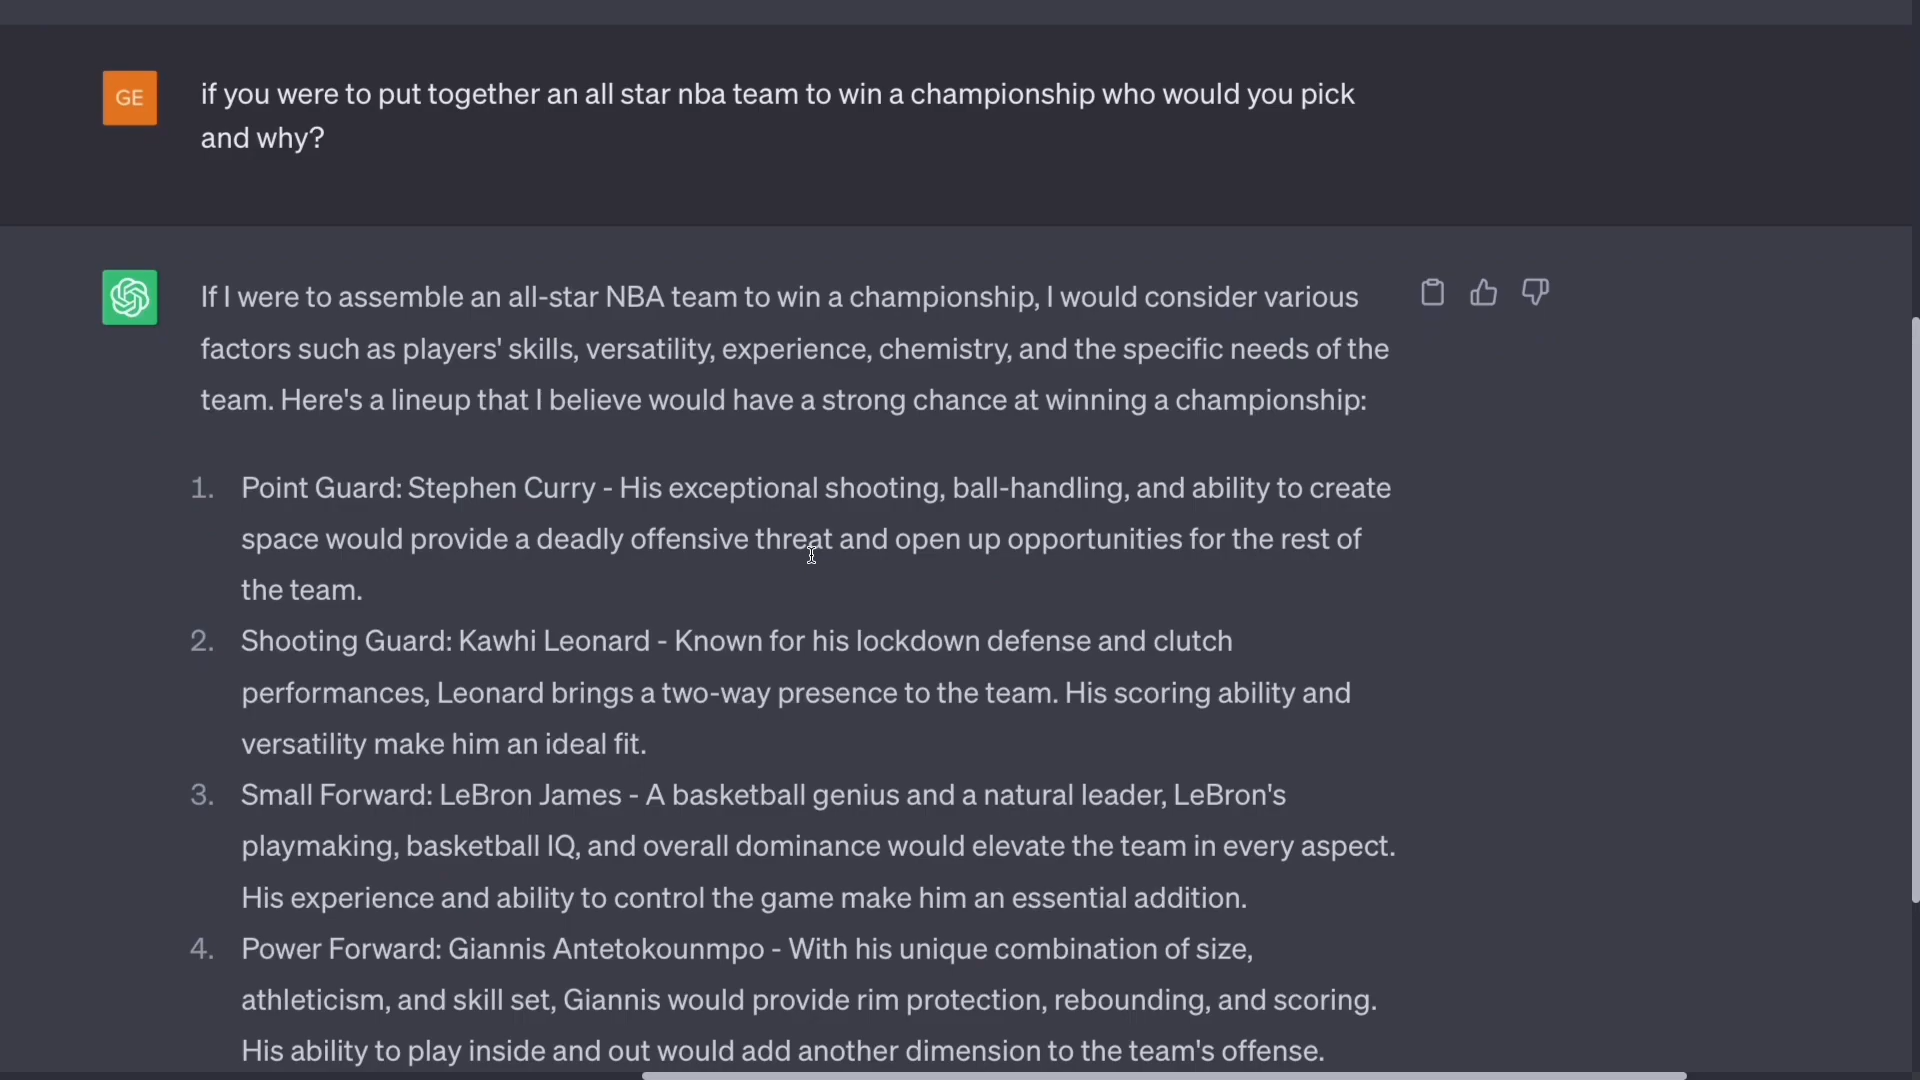 GE
if you were to put together an all star nba team to win a championship who would you pick
and why?
If I were to assemble an all-star NBA team to win a championship, I would consider various
factors such as players' skills, versatility, experience, chemistry, and the specific needs of the
team. Here's a lineup that I believe would have a strong chance at winning a championship:
1. Point Guard: Stephen Curry - His exceptional shooting, ball-handling, and ability to create
space would provide a deadly offensive threat and open up opportunities for the rest of
the team.
2. Shooting Guard: Kawhi Leonard - Known for his lockdown defense and clutch
performances, Leonard brings a two-way presence to the team. His scoring ability and
versatility make him an ideal fit.
3. Small Forward: LeBron James - A basketball genius and a natural leader, LeBron's
playmaking, basketball IQ, and overall dominance would elevate the team in every aspect.
His experience and ability to control the game make him an essential addition.
4. Power Forward: Giannis Antetokounmpo - With his unique combination of size,
athleticism, and skill set, Giannis would provide rim protection, rebounding, and scoring.
His ability to play inside and out would add another dimension to the team's offense.